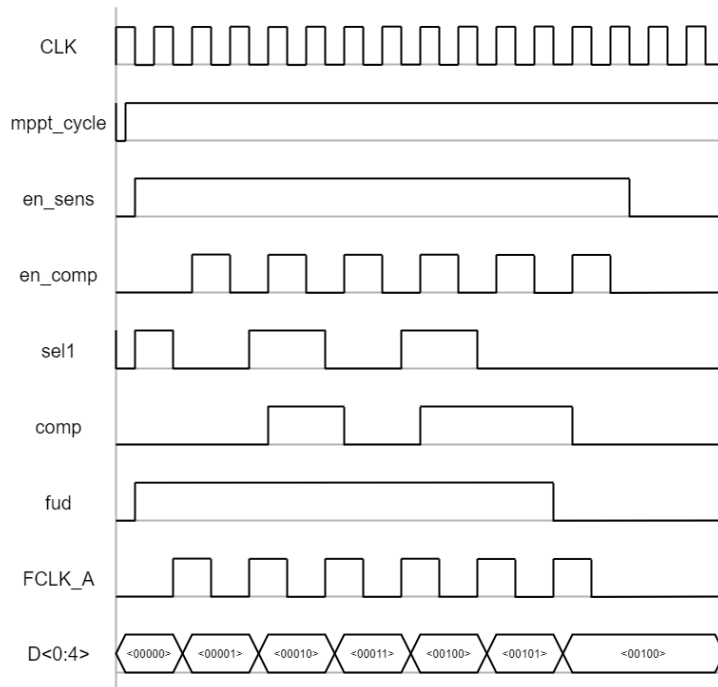 CLK
mppt_cycle
en_sens
en_comp
sel1
comp
fud
FCLK_A
D<0:4> <00000> <00001> <00010> <00011> <00100> <00101> <00100>